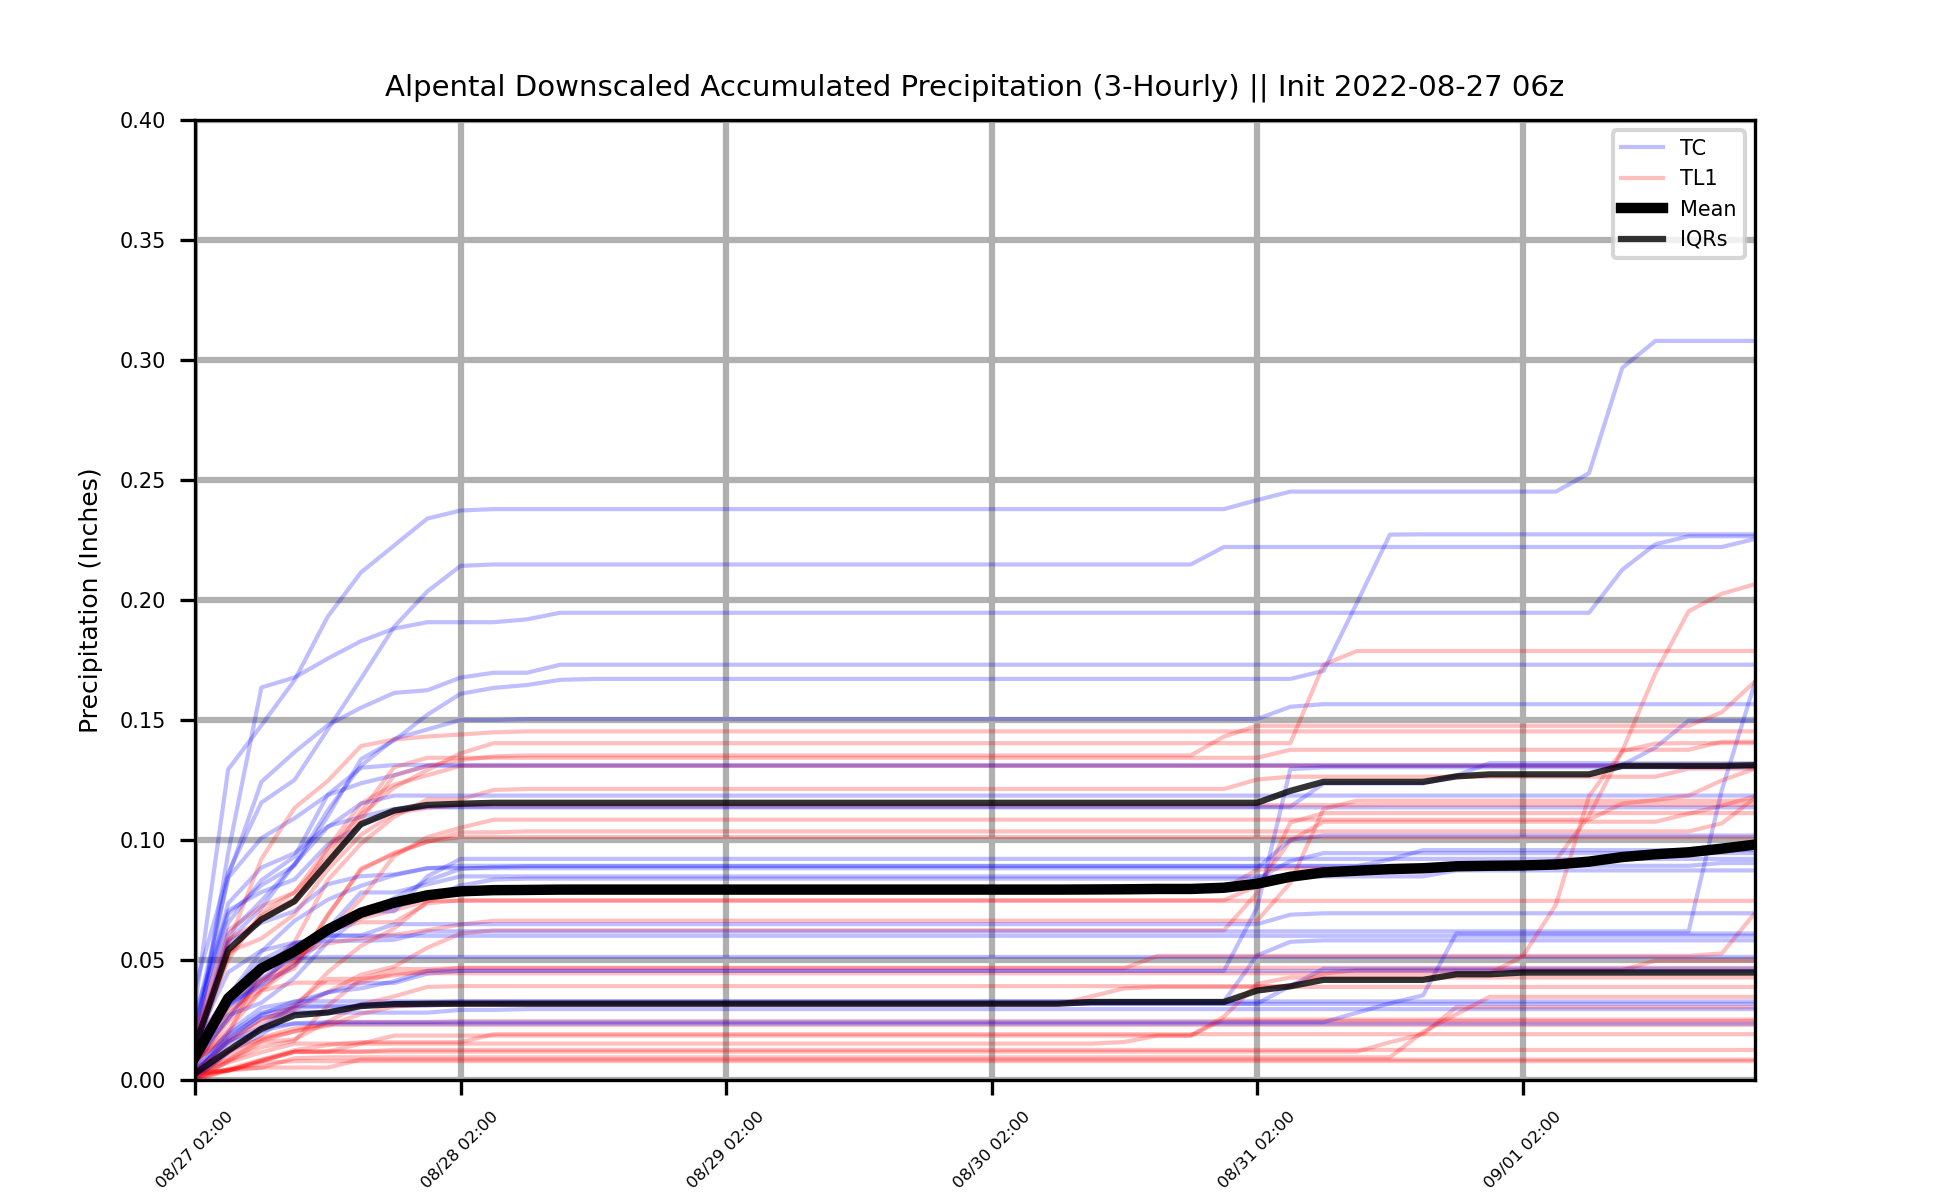 Alpental Downscaled Accumulated Precipitation (3-Hourly) || Init 2022-08-27 06z
Precipitation (Inches)
0.40
0.35
0.30
0.25
0.20
0.15
0.10
0.05
0.00
TC
TL1
Mean
IQRs
08/27 02:00
08/28 02:00
08/29 02:00
08/30 02:00
08/31 02:00
09/01 02:00